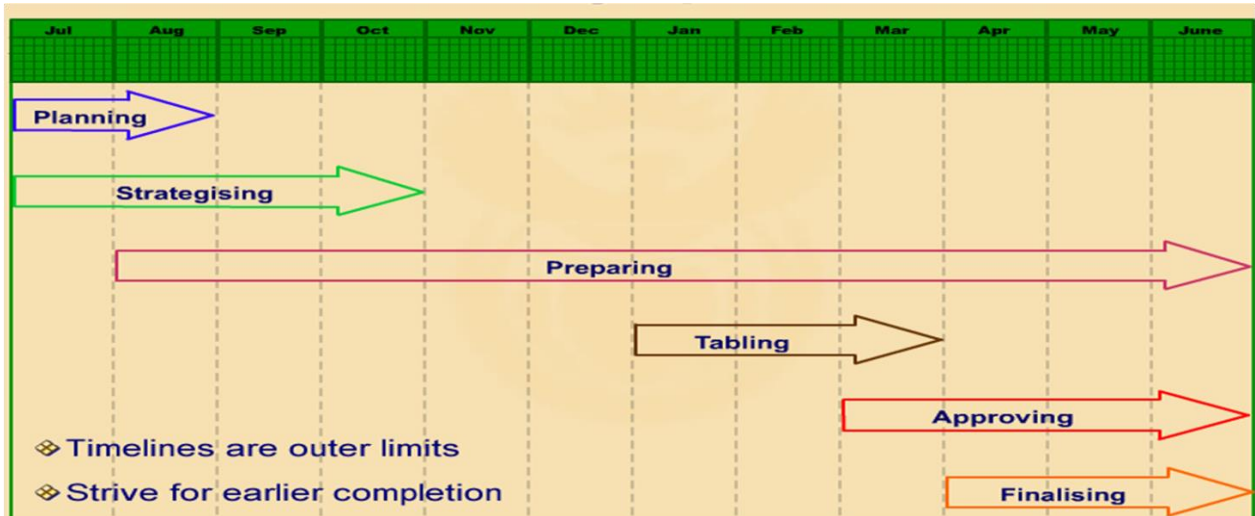 Jul Aug Sep Oct Nov Dec Jan Feb Mar Apr May June
Planning
Strategising
Preparing
Tabling
Approving
Timelines are outer limits
Strive for earlier completion
Finalising